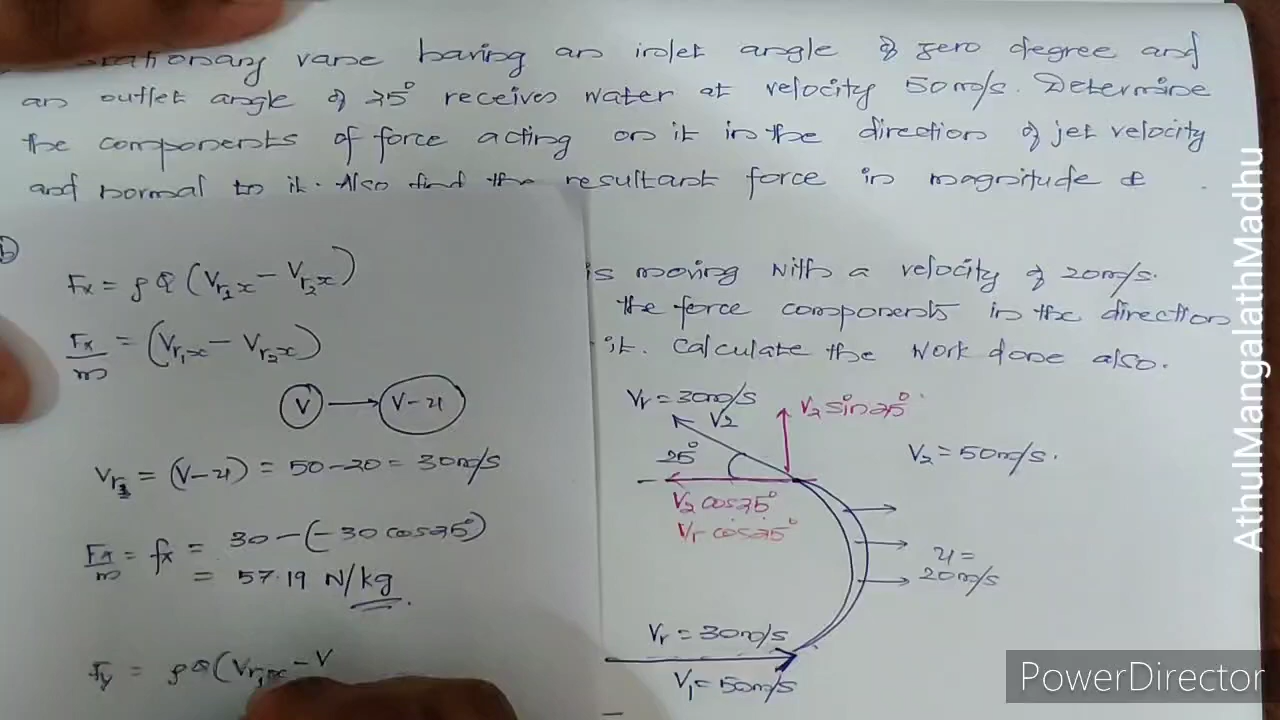 stationary vane having an inlet angle of zero degree and
an outlet angle of 25° receives water at velocity 50m/s. Determine
the components of force acting on it in the direction of jet velocity
and normal to it. Also find the resultant force in magnitude &
is moving with a velocity of 20m/s.
the force components in the direction
it. Calculate the work done also.
Fx = ρQ (Vr1x − Vr2x)
Fx/m = (Vr1x − Vr2x)
V → V-u
Vr1 = (V-u) = 50-20 = 30m/s
Fx/m = fx = 30-(-30 cos25°)
= 57.19 N/kg.
Fy = ρQ(Vr1x − V
Vr = 30m/s
V2
V2 sin25°
25°
V2 = 50m/s.
V2 cos25°
Vr cos25°
u =
20m/s
Vr = 30m/s
V1 = 50m/s
AthulMangalathMadhu
PowerDirector